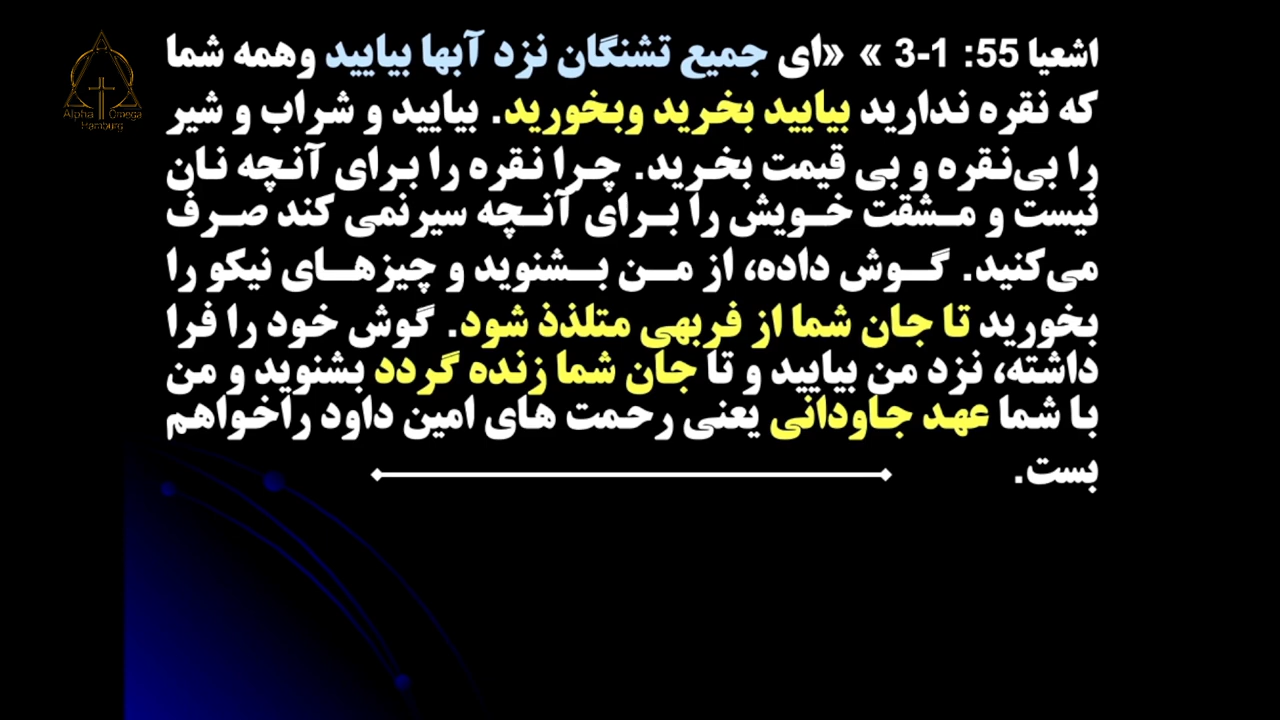 اشعیا 55: 1-3 » «ای جمیع تشنگان نزد آبها بیایید وهمه شما
که نقره ندارید بیایید بخرید وبخورید. بیایید و شراب و شیر
را بی‌نقره و بی قیمت بخرید. چرا نقره را برای آنچه نان
نیست و مشقت خویش را برای آنچه سیرنمی کند صرف
می‌کنید. گوش داده، از من بشنوید و چیزهای نیکو را
بخورید تا جان شما از فربهی متلذذ شود. گوش خود را فرا
داشته، نزد من بیایید و تا جان شما زنده گردد بشنوید و من
با شما عهد جاودانی یعنی رحمت های امین داود راخواهم
بست.
Alpha Omega
Hamburg